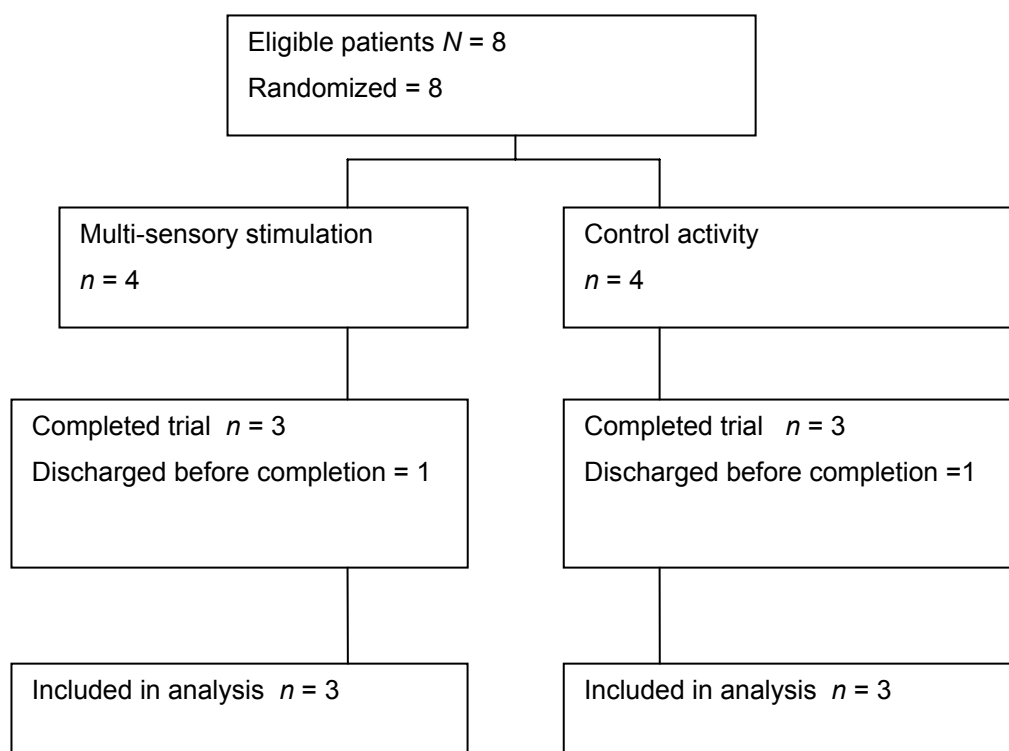 Eligible patients N = 8
Randomized = 8
Multi-sensory stimulation
n = 4
Control activity
n = 4
Completed trial n = 3
Discharged before completion = 1
Completed trial n = 3
Discharged before completion =1
Included in analysis n = 3
Included in analysis n = 3